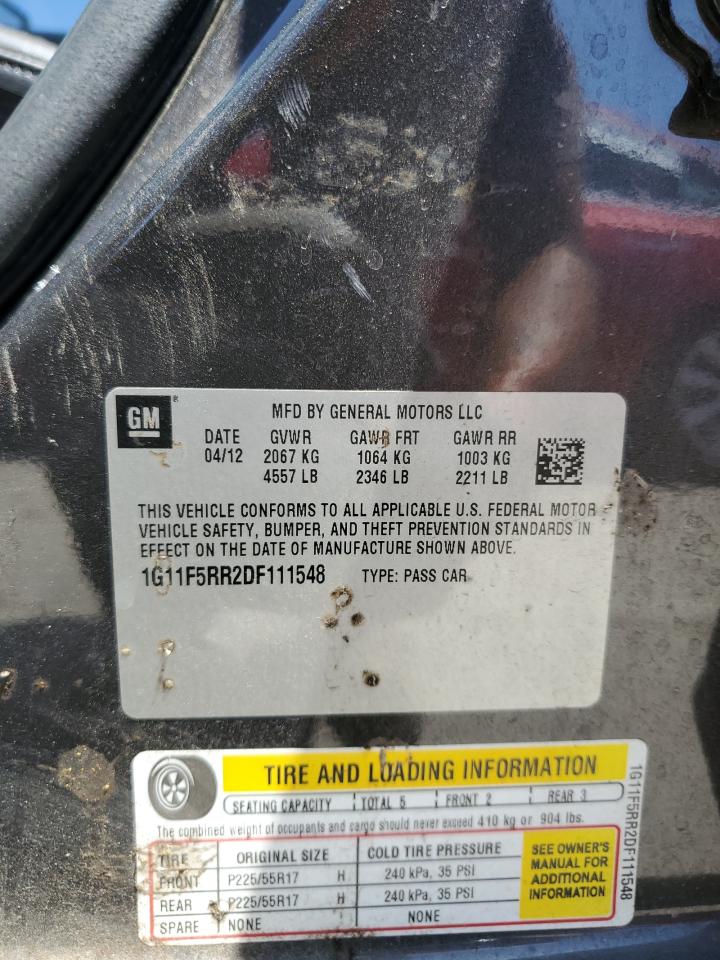 GM ®
MFD BY GENERAL MOTORS LLC
DATE GVWR GAWR FRT GAWR RR
04/12 2067 KG 1064 KG 1003 KG
4557 LB 2346 LB 2211 LB
THIS VEHICLE CONFORMS TO ALL APPLICABLE U.S. FEDERAL MOTOR
VEHICLE SAFETY, BUMPER, AND THEFT PREVENTION STANDARDS IN
EFFECT ON THE DATE OF MANUFACTURE SHOWN ABOVE.
1G11F5RR2DF111548 TYPE: PASS CAR
TIRE AND LOADING INFORMATION
SEATING CAPACITY TOTAL 5 FRONT 2 REAR 3
The combined weight of occupants and cargo should never exceed 410 kg or 904 lbs.
TIRE ORIGINAL SIZE COLD TIRE PRESSURE
FRONT P225/55R17 H 240 kPa, 35 PSI
REAR P225/55R17 H 240 kPa, 35 PSI
SPARE NONE NONE
SEE OWNER'S
MANUAL FOR
ADDITIONAL
INFORMATION
1G11F5RR2DF111548